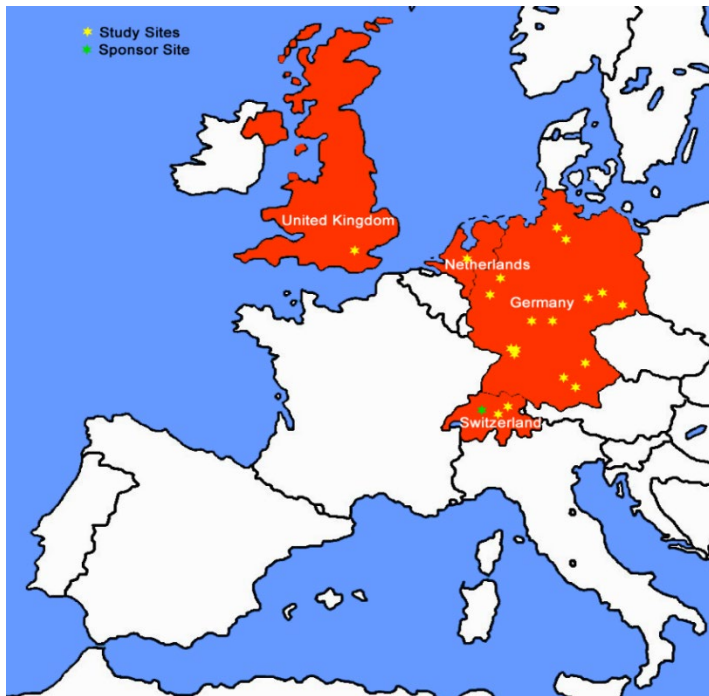 Study Sites
Sponsor Site
United Kingdom
Netherlands
Germany
Switzerland